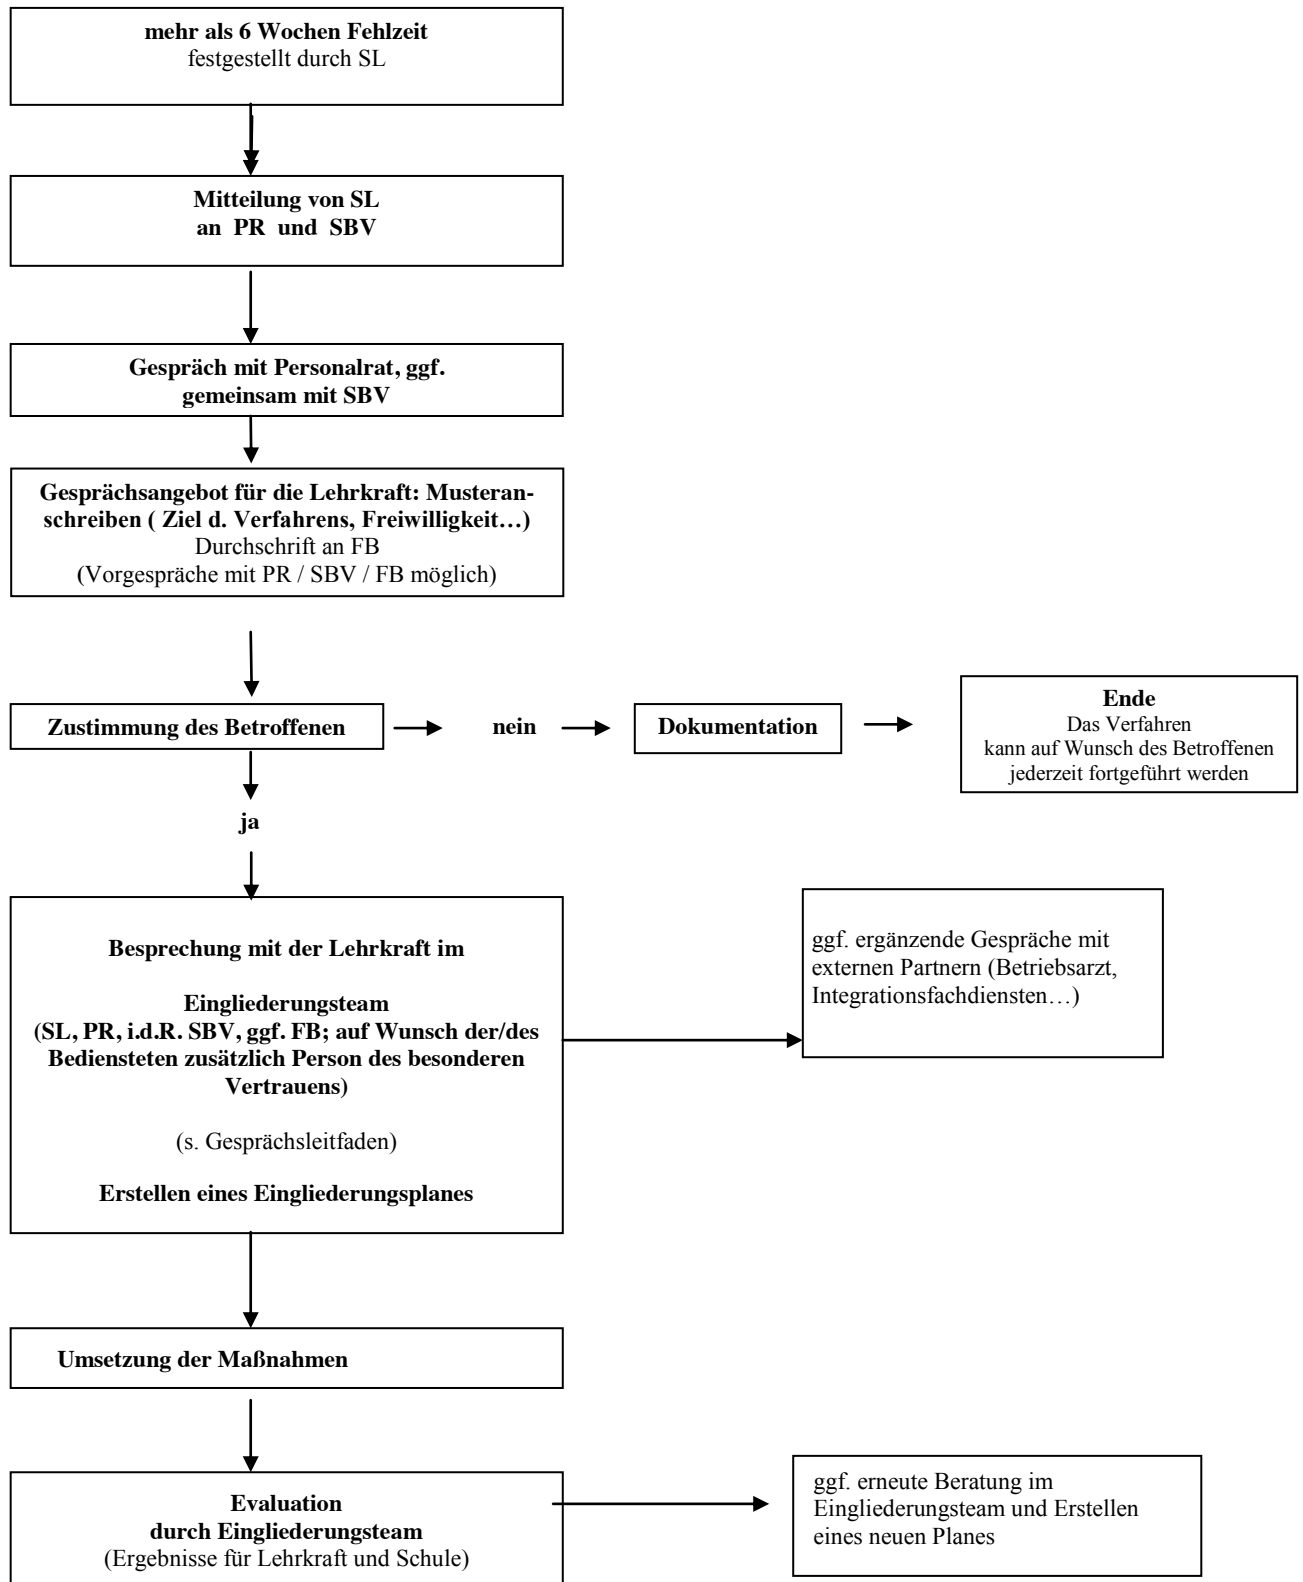 mehr als 6 Wochen Fehlzeit
festgestellt durch SL
Mitteilung von SL
an PR und SBV
Gespräch mit Personalrat, ggf.
gemeinsam mit SBV
Gesprächsangebot für die Lehrkraft: Musteran-
schreiben ( Ziel d. Verfahrens, Freiwilligkeit…)
Durchschrift an FB
(Vorgespräche mit PR / SBV / FB möglich)
Zustimmung des Betroffenen
nein
Dokumentation
Ende
Das Verfahren
kann auf Wunsch des Betroffenen
jederzeit fortgeführt werden
ja
Besprechung mit der Lehrkraft im
Eingliederungsteam
(SL, PR, i.d.R. SBV, ggf. FB; auf Wunsch der/des
Bediensteten zusätzlich Person des besonderen
Vertrauens)
(s. Gesprächsleitfaden)
Erstellen eines Eingliederungsplanes
ggf. ergänzende Gespräche mit
externen Partnern (Betriebsarzt,
Integrationsfachdiensten…)
Umsetzung der Maßnahmen
Evaluation
durch Eingliederungsteam
(Ergebnisse für Lehrkraft und Schule)
ggf. erneute Beratung im
Eingliederungsteam und Erstellen
eines neuen Planes